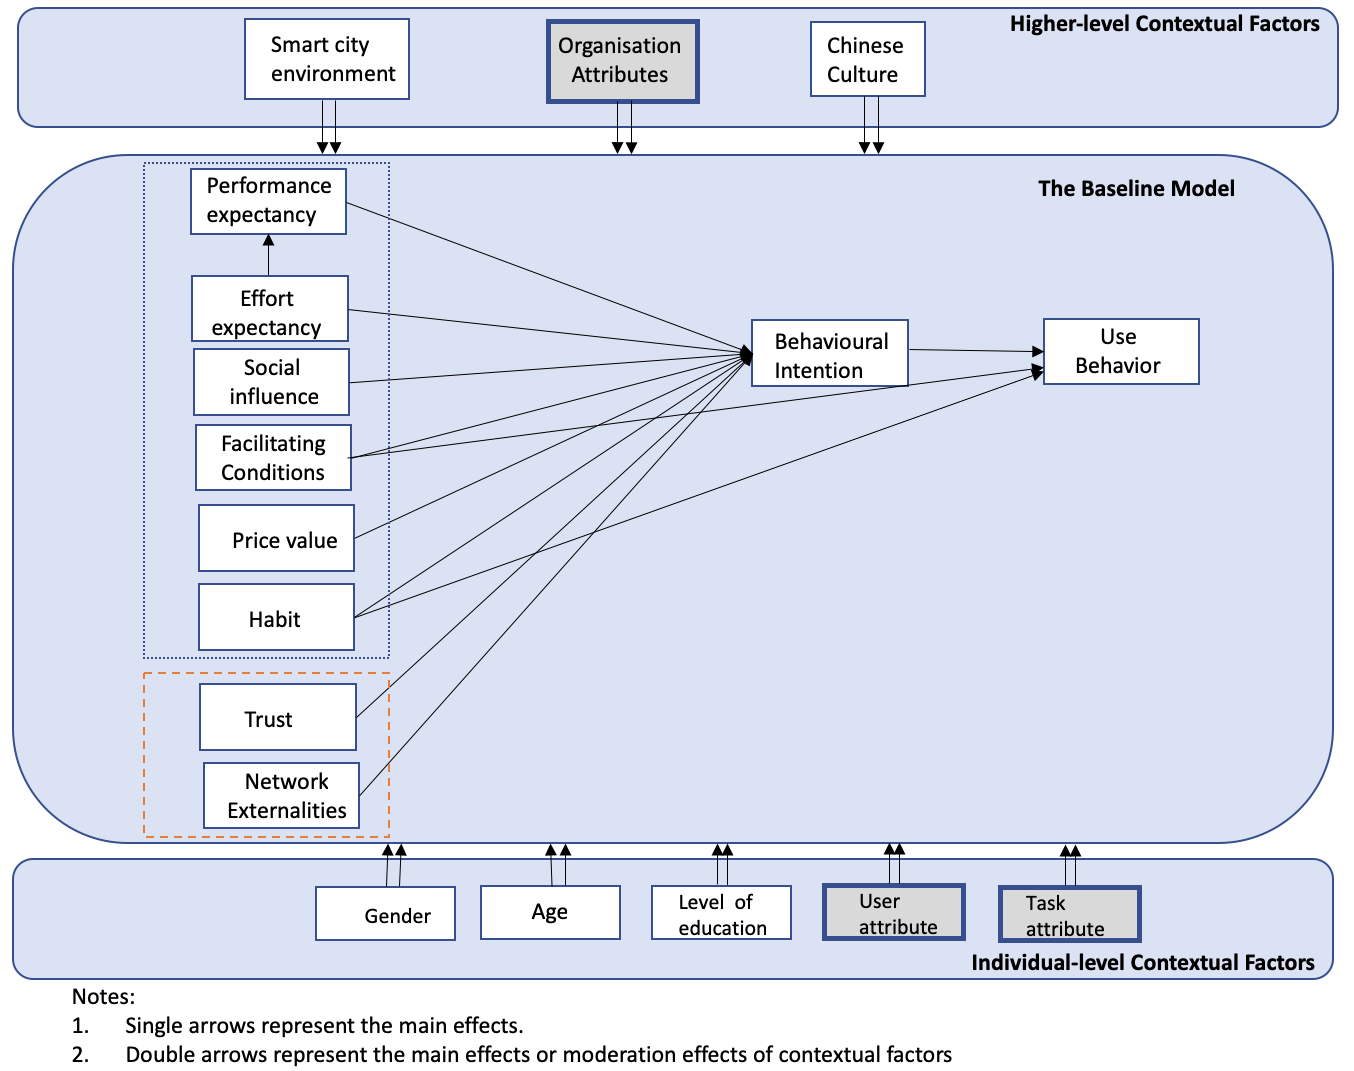 Higher-level Contextual Factors
Smart city
environment
Organisation
Attributes
Chinese
Culture
The Baseline Model
Performance
expectancy
Effort
expectancy
Social
influence
Facilitating
Conditions
Price value
Habit
Trust
Network
Externalities
Behavioural
Intention
Use
Behavior
Gender
Age
Level of
education
User
attribute
Task
attribute
Individual-level Contextual Factors
Notes:
1. Single arrows represent the main effects.
2. Double arrows represent the main effects or moderation effects of contextual factors